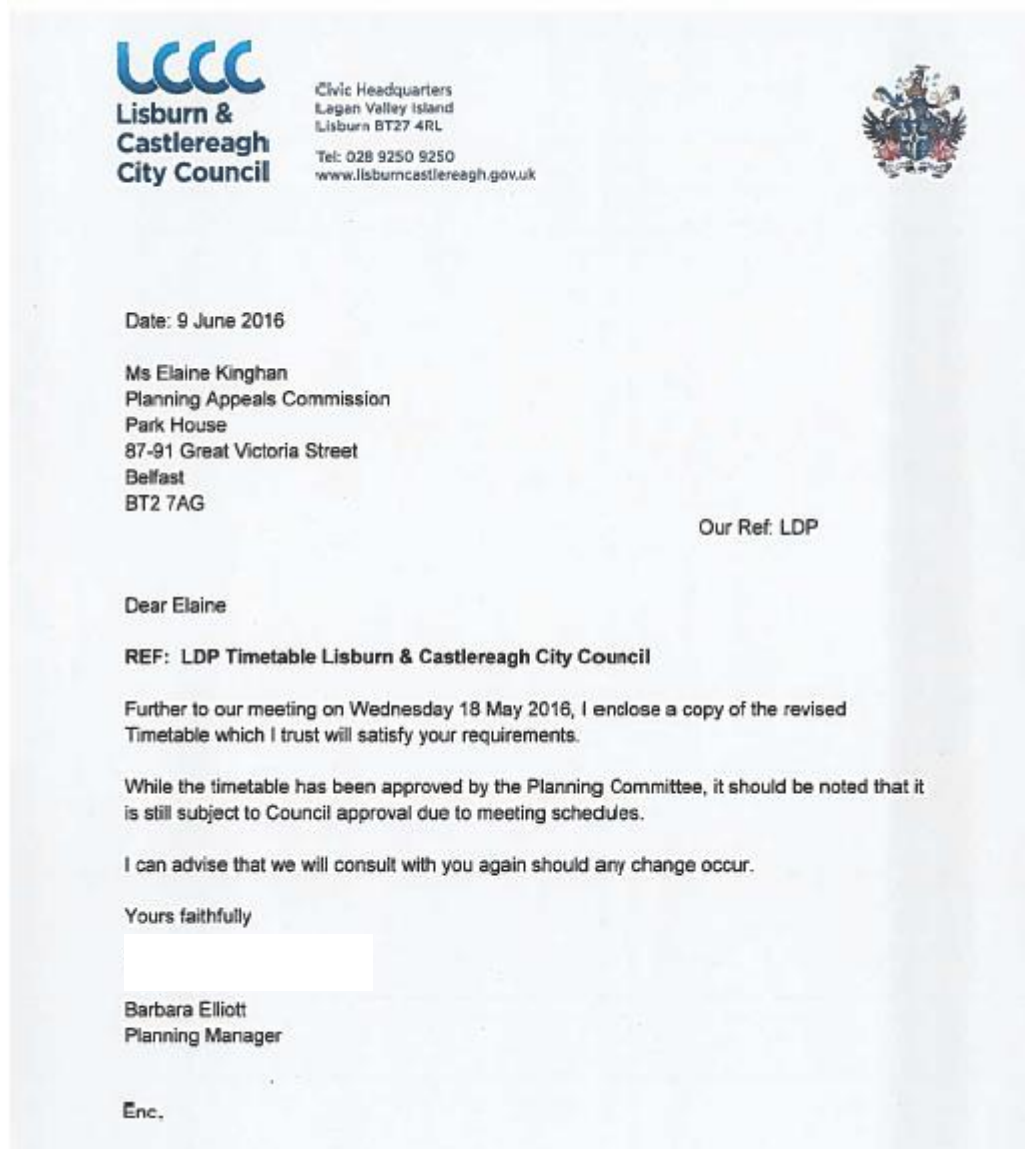 LCCC
Lisburn &
Castlereagh
City Council
Civic Headquarters
Lagan Valley Island
Lisburn BT27 4RL
Tel: 028 9250 9250
www.lisburncastlereagh.gov.uk
Date: 9 June 2016
Ms Elaine Kinghan
Planning Appeals Commission
Park House
87-91 Great Victoria Street
Belfast
BT2 7AG
Our Ref: LDP
Dear Elaine
REF: LDP Timetable Lisburn & Castlereagh City Council
Further to our meeting on Wednesday 18 May 2016, I enclose a copy of the revised
Timetable which I trust will satisfy your requirements.
While the timetable has been approved by the Planning Committee, it should be noted that it
is still subject to Council approval due to meeting schedules.
I can advise that we will consult with you again should any change occur.
Yours faithfully
Barbara Elliott
Planning Manager
Enc.